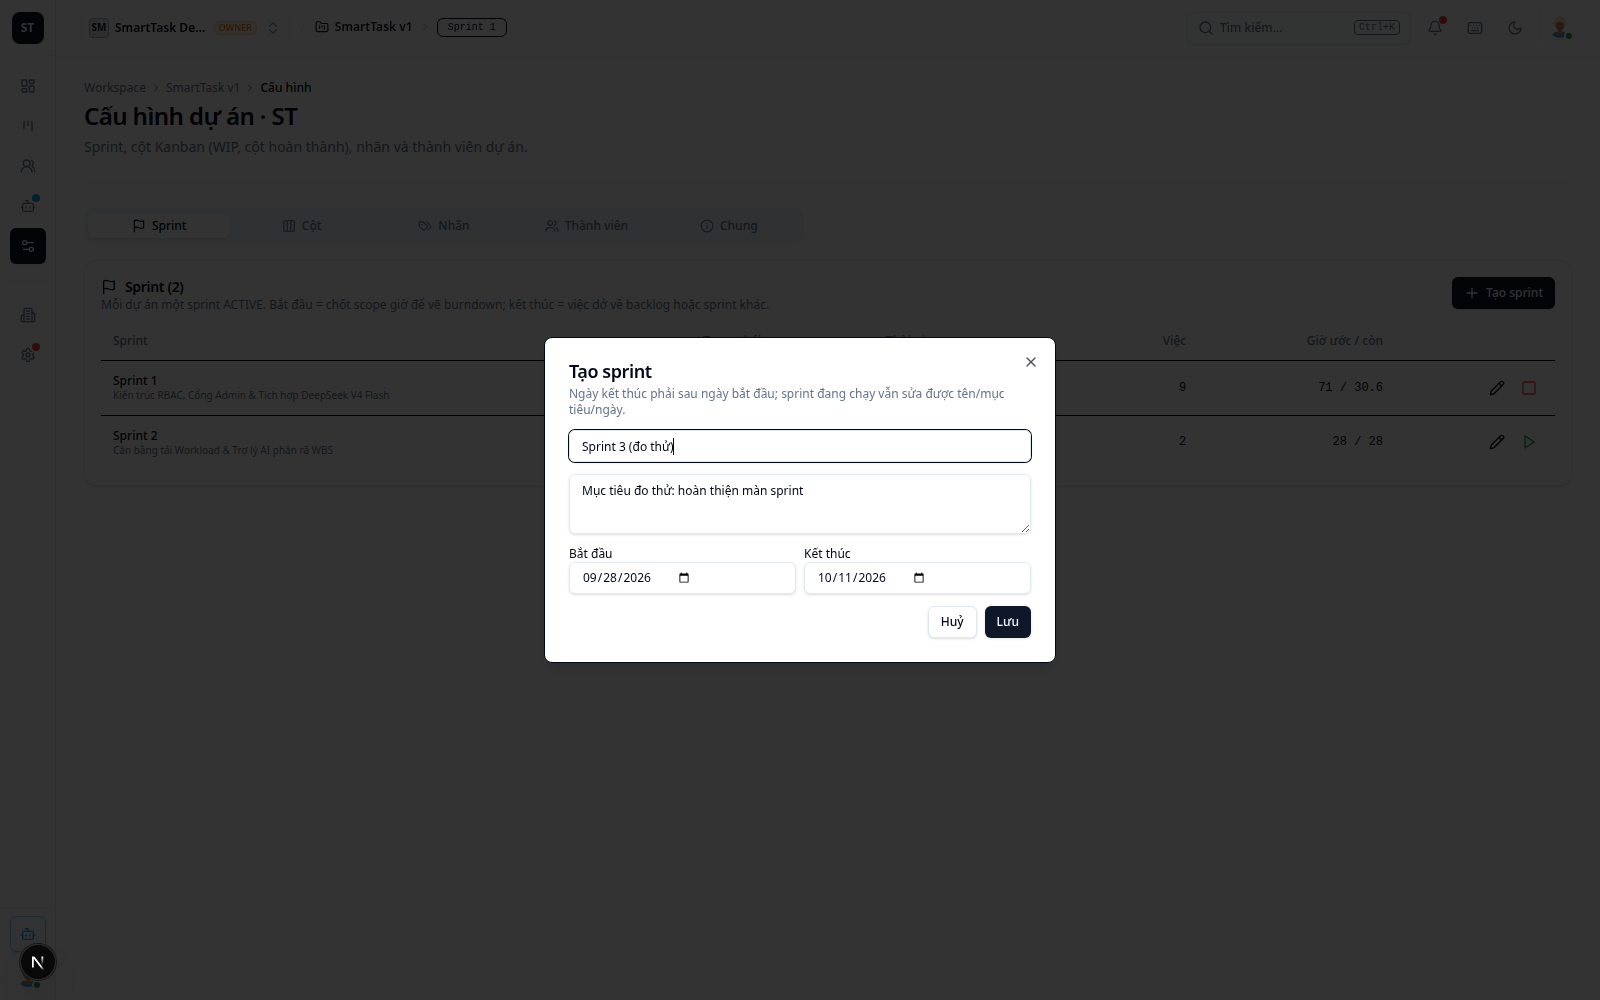 ST
SM SmartTask De... OWNER
SmartTask v1
Sprint 1
Tìm kiếm...
Ctrl+K
Workspace > SmartTask v1 > Cấu hình
Cấu hình dự án · ST
Sprint, cột Kanban (WIP, cột hoàn thành), nhãn và thành viên dự án.
Sprint
Cột
Nhãn
Thành viên
Chung
Sprint (2)
Mỗi dự án một sprint ACTIVE. Bắt đầu = chốt scope giờ để vẽ burndown; kết thúc = việc dở về backlog hoặc sprint khác.
Tạo sprint
Sprint
Việc
Giờ ước / còn
Sprint 1
Kiến trúc RBAC, Cổng Admin & Tích hợp DeepSeek V4 Flash
9
71 / 30.6
Sprint 2
Cân bằng tải Workload & Trợ lý AI phân rã WBS
2
28 / 28
Tạo sprint
Ngày kết thúc phải sau ngày bắt đầu; sprint đang chạy vẫn sửa được tên/mục
tiêu/ngày.
Sprint 3 (đo thử)
Mục tiêu đo thử: hoàn thiện màn sprint
Bắt đầu
Kết thúc
09/28/2026
10/11/2026
Huỷ
Lưu
N